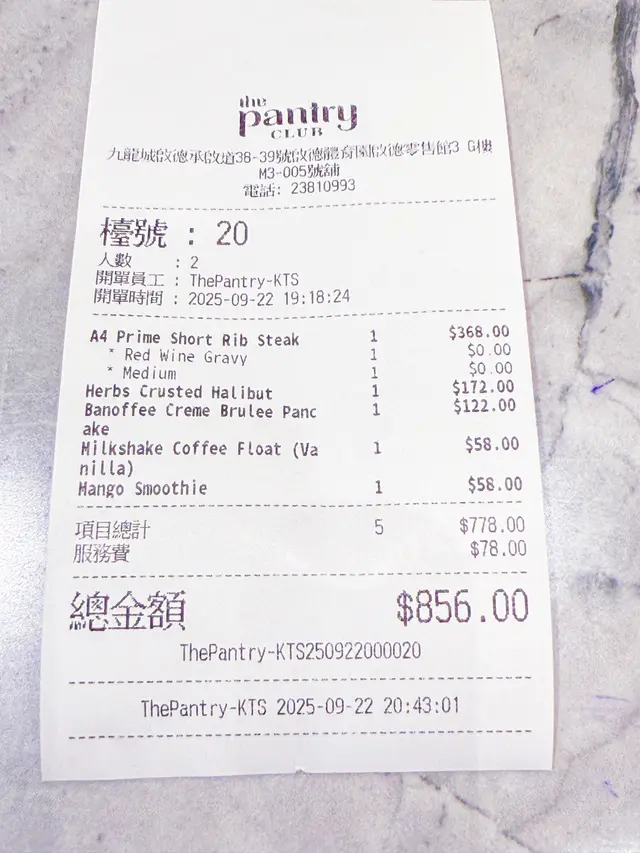 the
pantry
CLUB
九龍城啟德承啟道38-39號啟德體育園啟德零售館3 G樓
M3-005號舖
電話: 23810993
檯號 : 20
人數 : 2
開單員工 : ThePantry-KTS
開單時間 : 2025-09-22 19:18:24
A4 Prime Short Rib Steak 1 $368.00
* Red Wine Gravy 1 $0.00
* Medium 1 $0.00
Herbs Crusted Halibut 1 $172.00
Banoffee Creme Brulee Panc 1 $122.00
ake
Milkshake Coffee Float (Va 1 $58.00
nilla)
Mango Smoothie 1 $58.00
項目總計 5 $778.00
服務費 $78.00
總金額 $856.00
ThePantry-KTS250922000020
ThePantry-KTS 2025-09-22 20:43:01